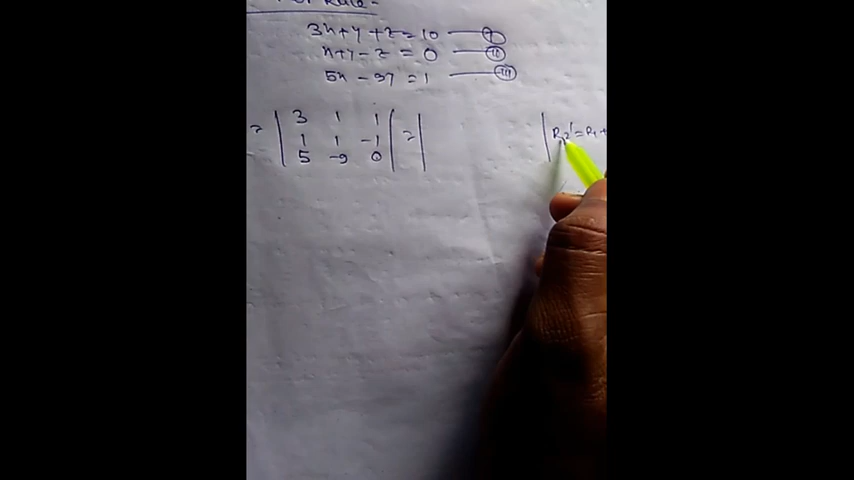 Rule-
3x+y+z=10 — (I)
x+y-z=0 — (II)
5x-9y=1 — (III)
= | 3 1 1 | = | | R2' = R1 +
1 1 -1
5 -9 0